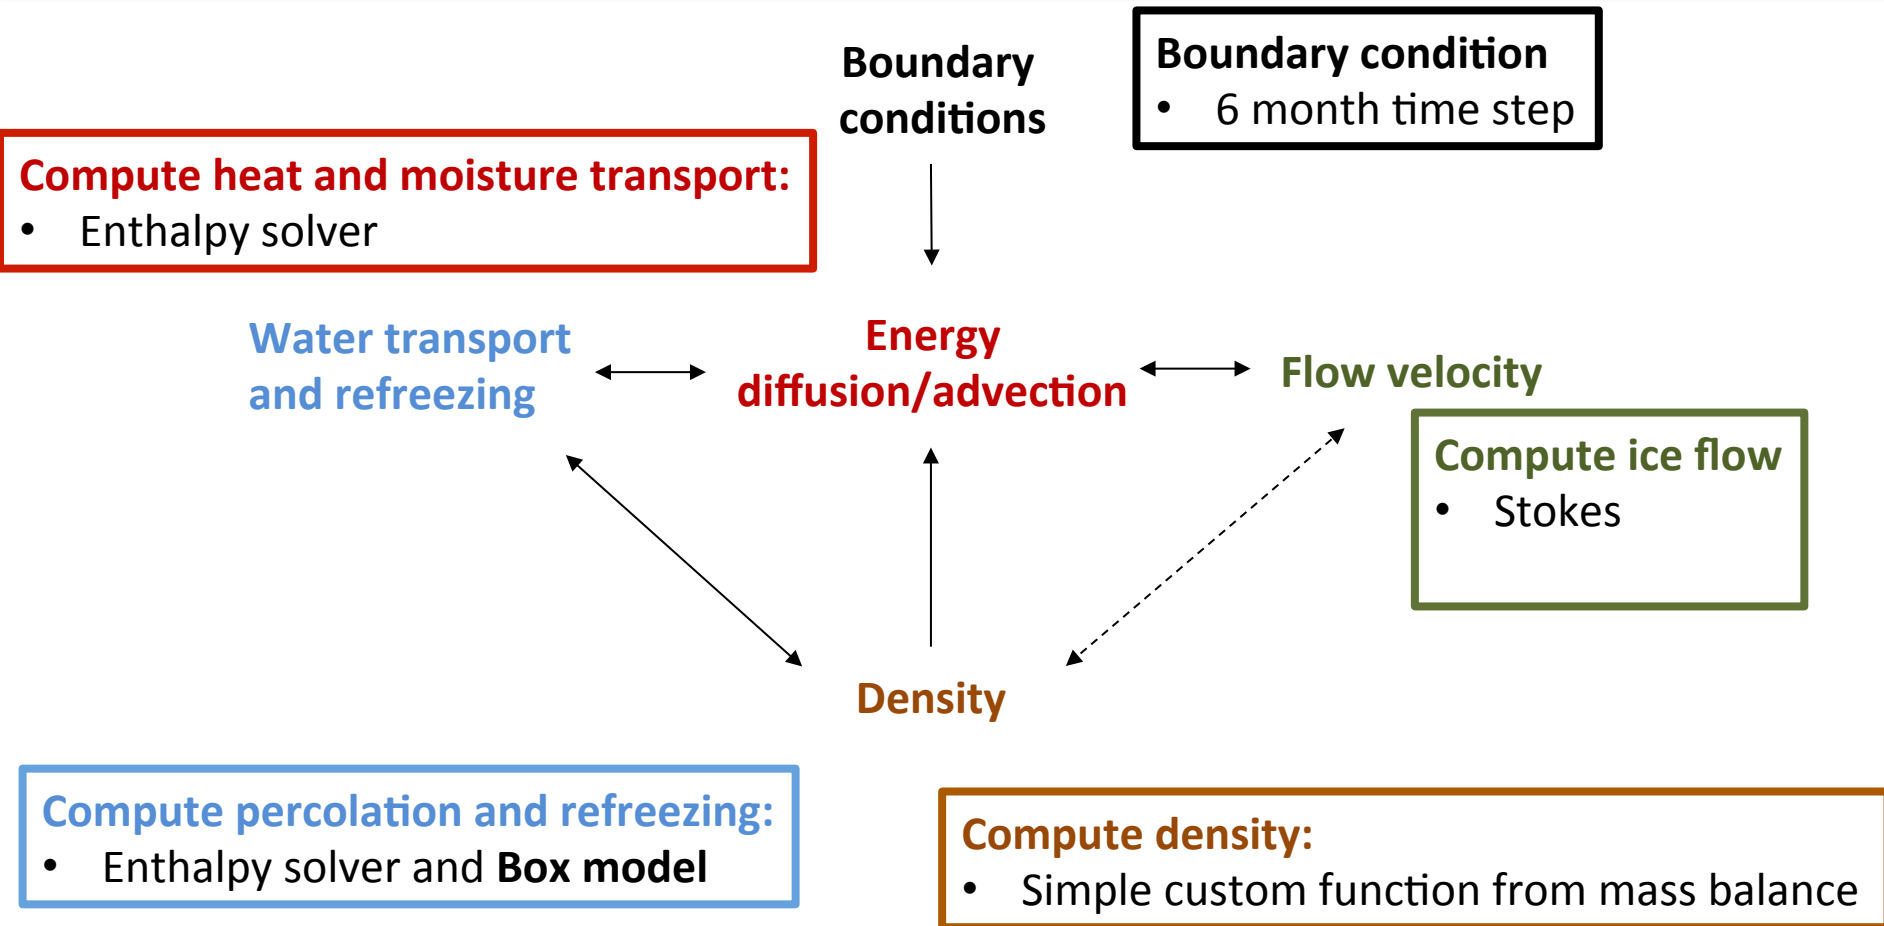 Boundary
conditions
Boundary condition
• 6 month time step
Compute heat and moisture transport:
• Enthalpy solver
Water transport
and refreezing
Energy
diffusion/advection
Flow velocity
Compute ice flow
• Stokes
Density
Compute percolation and refreezing:
• Enthalpy solver and Box model
Compute density:
• Simple custom function from mass balance